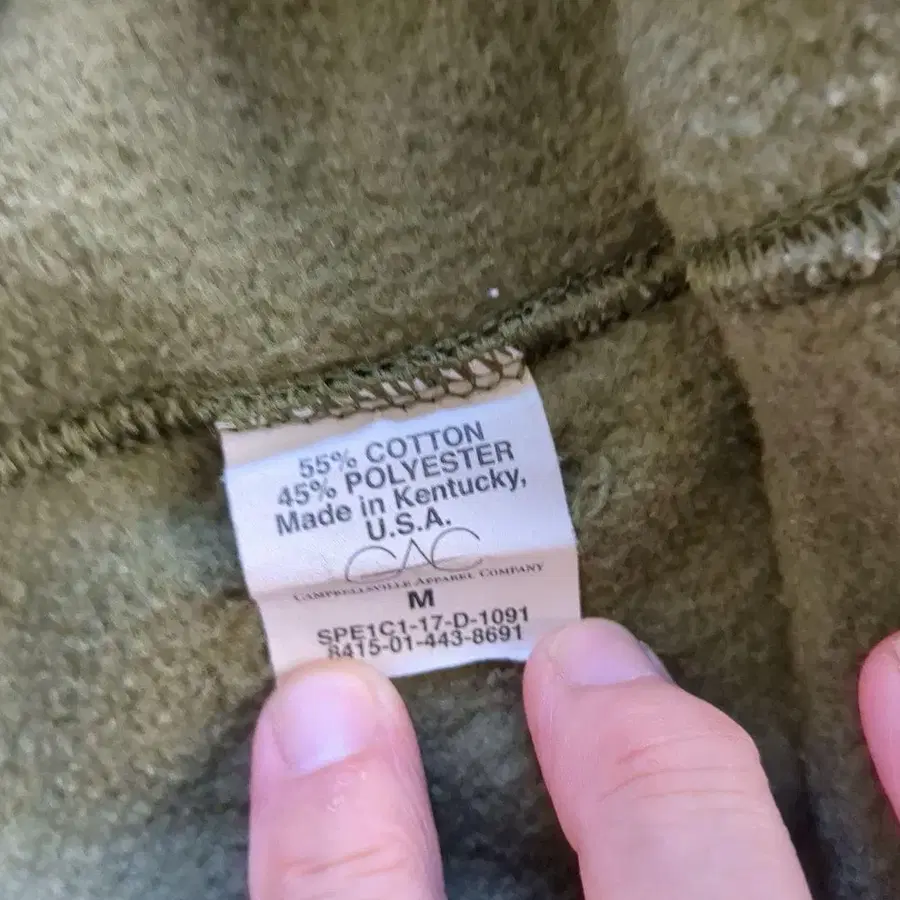 55% COTTON
45% POLYESTER
Made in Kentucky,
U.S.A.
CAC
CAMPBELLSVILLE APPAREL COMPANY
M
SPE1C1-17-D-1091
8415-01-443-8691